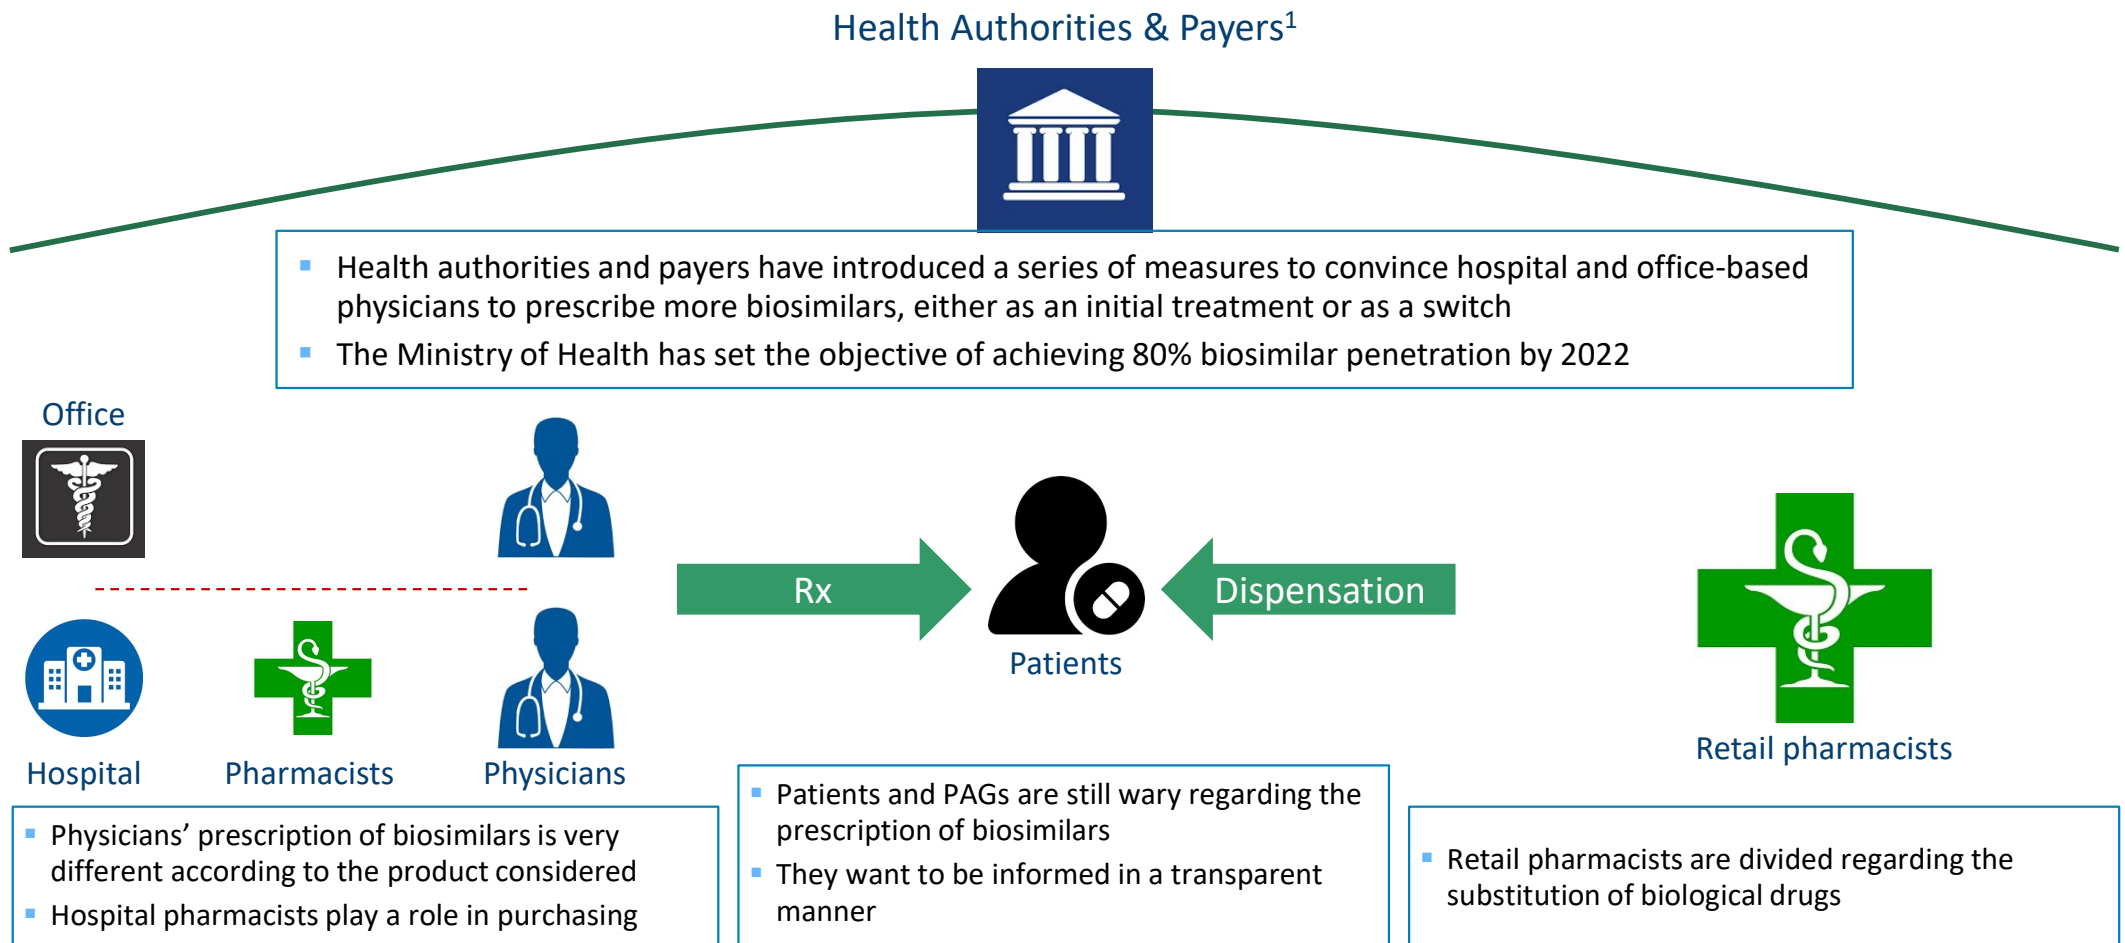 Health Authorities & Payers¹
▪ Health authorities and payers have introduced a series of measures to convince hospital and office-based
physicians to prescribe more biosimilars, either as an initial treatment or as a switch
▪ The Ministry of Health has set the objective of achieving 80% biosimilar penetration by 2022
Office
Rx
Dispensation
Patients
Hospital
Pharmacists
Physicians
Retail pharmacists
▪ Physicians’ prescription of biosimilars is very
different according to the product considered
▪ Hospital pharmacists play a role in purchasing
▪ Patients and PAGs are still wary regarding the
prescription of biosimilars
▪ They want to be informed in a transparent
manner
▪ Retail pharmacists are divided regarding the
substitution of biological drugs